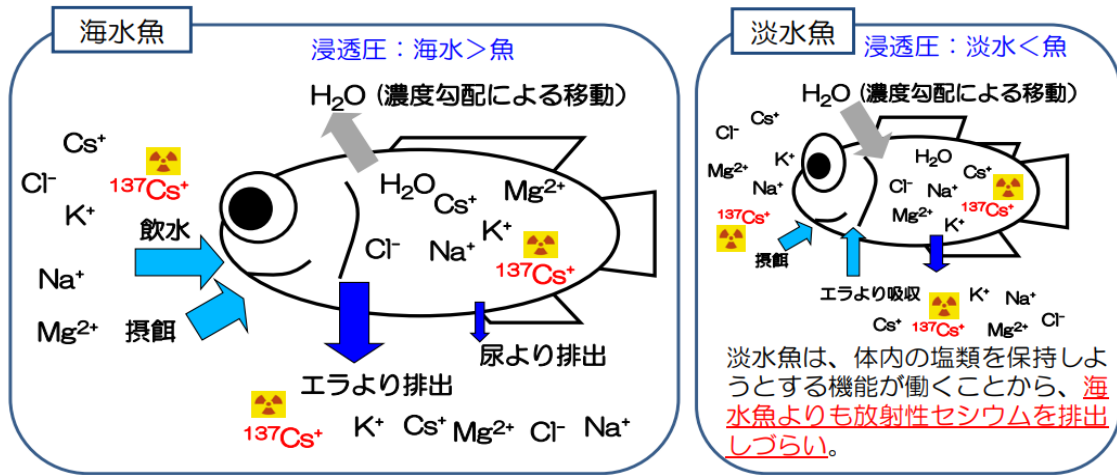 海水魚
浸透圧：海水＞魚
H₂O（濃度勾配による移動）
Cs⁺
Cl⁻
¹³⁷Cs⁺
K⁺
飲水
Na⁺
Mg²⁺
摂餌
H₂O
Cs⁺
Mg²⁺
Cl⁻
Na⁺
K⁺
¹³⁷Cs⁺
エラより排出
尿より排出
¹³⁷Cs⁺
K⁺ Cs⁺ Mg²⁺ Cl⁻ Na⁺
淡水魚
浸透圧：淡水＜魚
H₂O（濃度勾配による移動）
Cl⁻
Cs⁺
Mg²⁺
K⁺
Na⁺
¹³⁷Cs⁺
摂餌
H₂O
Cl⁻
Na⁺
Cs⁺
¹³⁷Cs⁺
Mg²⁺
K⁺
エラより吸収
Cs⁺
¹³⁷Cs⁺
K⁺
Na⁺
Mg²⁺
Cl⁻
淡水魚は、体内の塩類を保持しよ
うとする機能が働くことから、海
水魚よりも放射性セシウムを排出
しづらい。